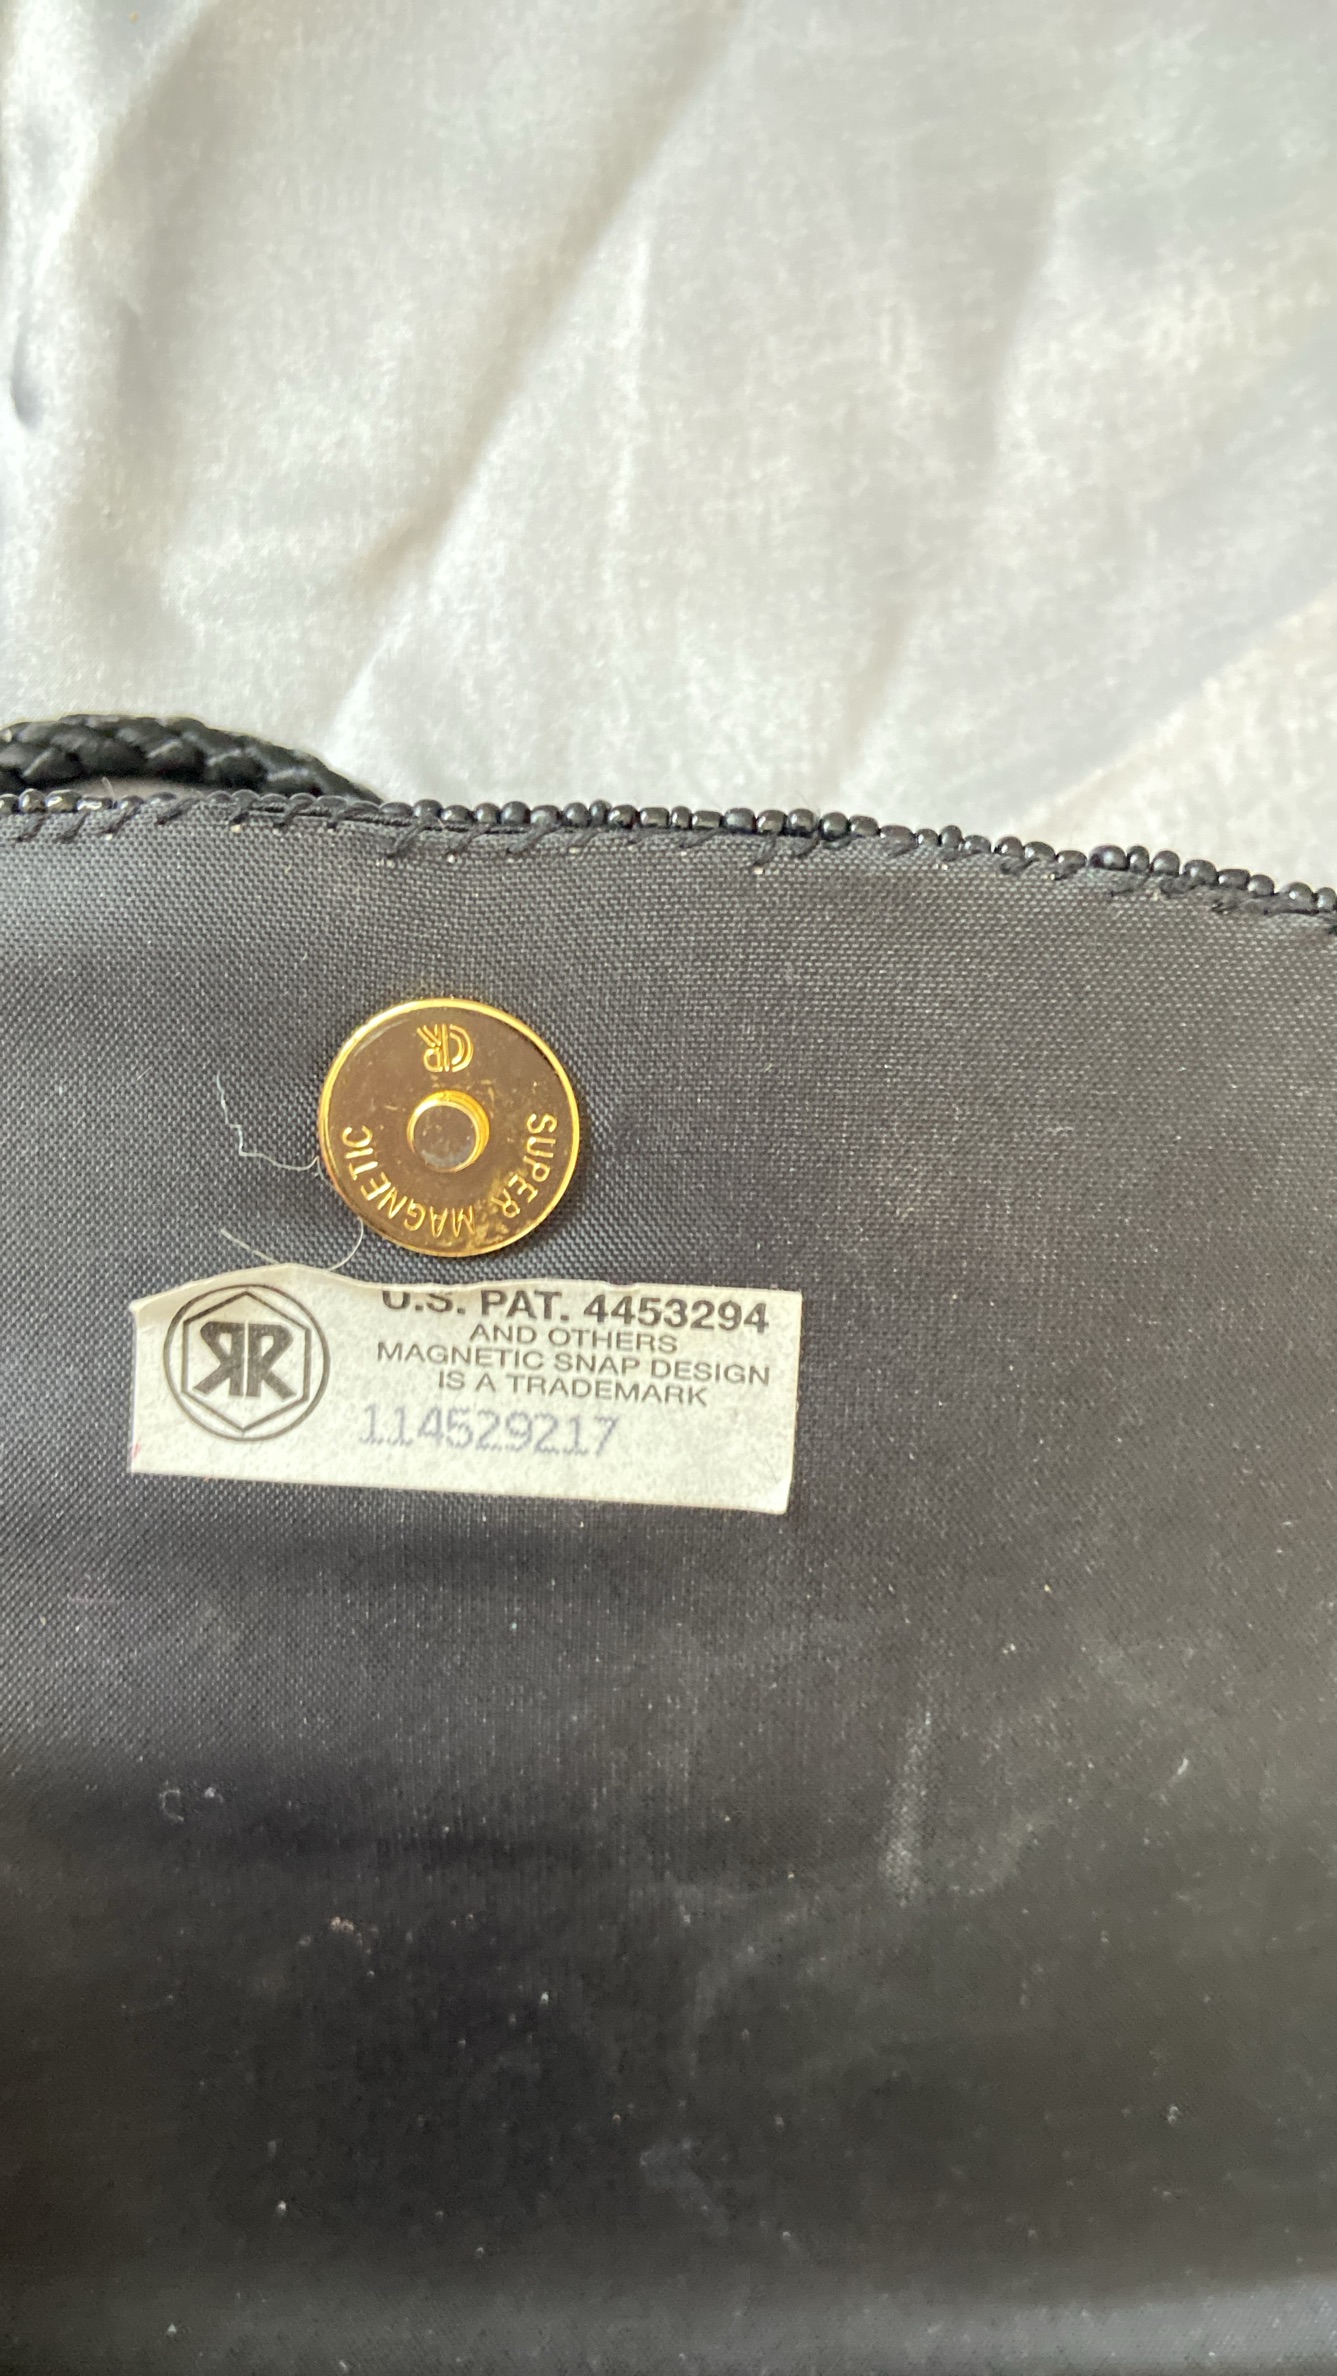 SUPER MAGNETIC
U.S. PAT. 4453294
AND OTHERS
MAGNETIC SNAP DESIGN
IS A TRADEMARK
114529217